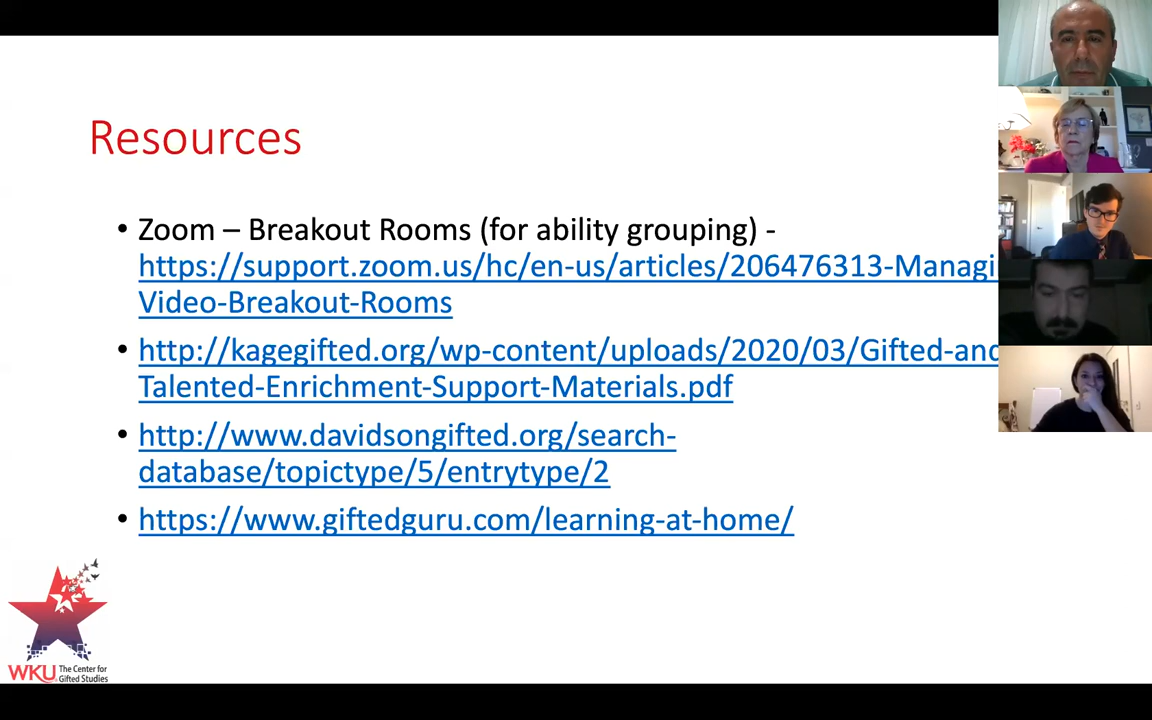 Resources
• Zoom – Breakout Rooms (for ability grouping) -
https://support.zoom.us/hc/en-us/articles/206476313-Managi
Video-Breakout-Rooms
• http://kagegifted.org/wp-content/uploads/2020/03/Gifted-and
Talented-Enrichment-Support-Materials.pdf
• http://www.davidsongifted.org/search-
database/topictype/5/entrytype/2
• https://www.giftedguru.com/learning-at-home/
WKU The Center for
Gifted Studies